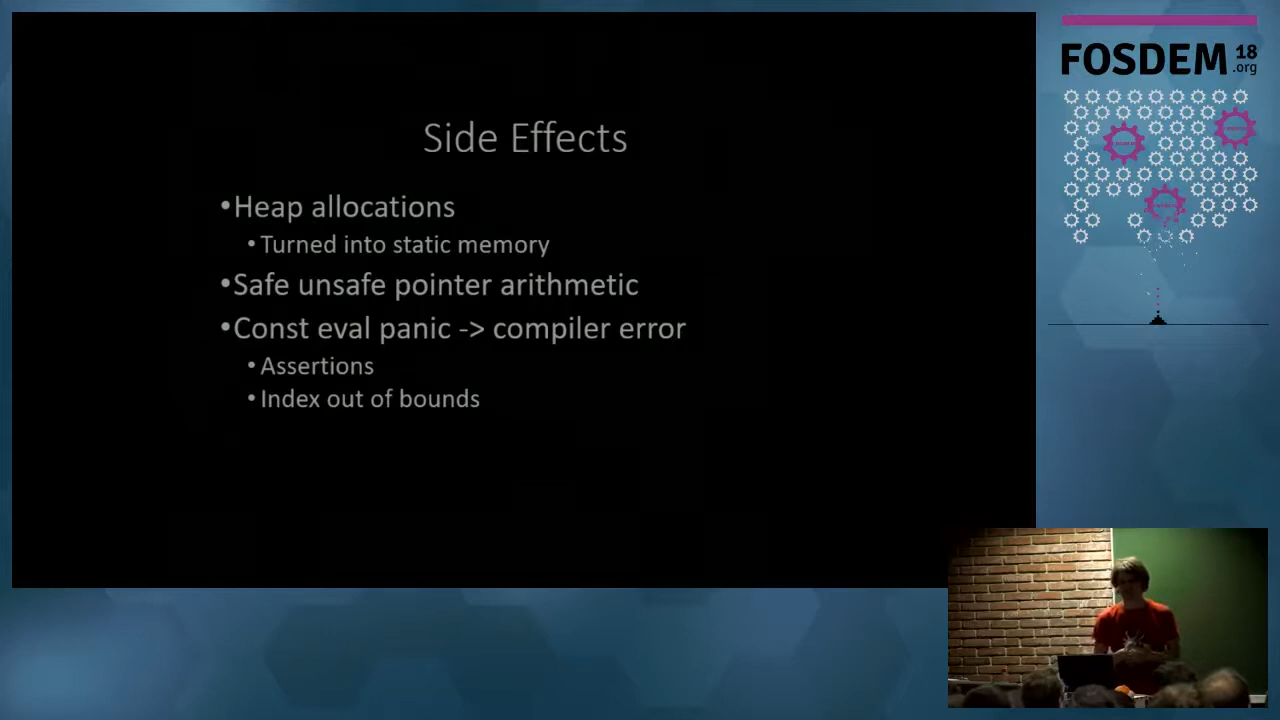 Side Effects
•Heap allocations
•Turned into static memory
•Safe unsafe pointer arithmetic
•Const eval panic -> compiler error
•Assertions
•Index out of bounds
FOSDEM 18
.org